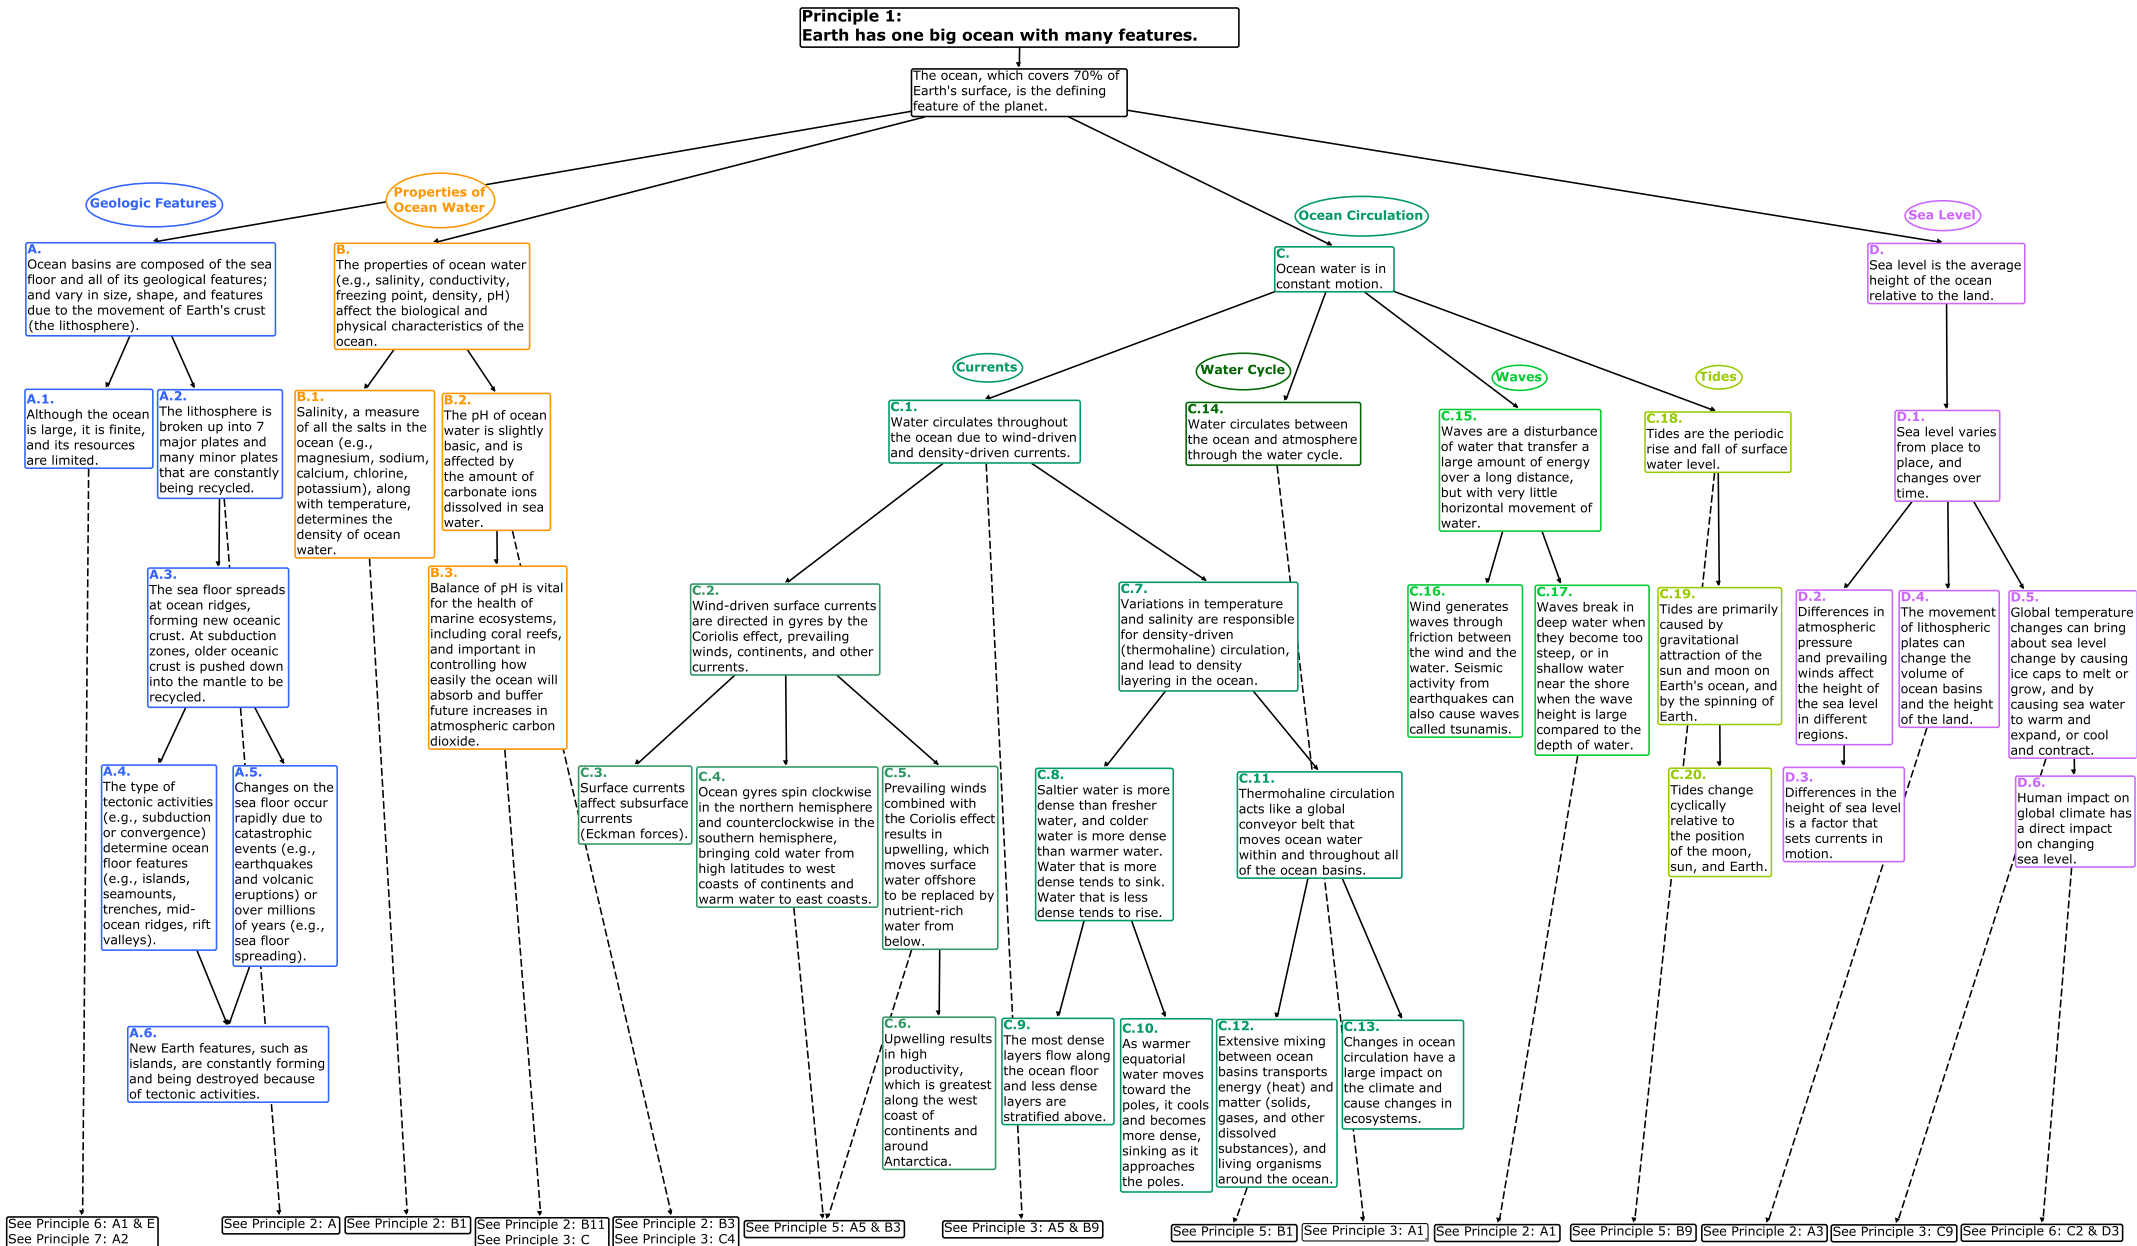 Principle 1:
Earth has one big ocean with many features.
The ocean, which covers 70% of
Earth's surface, is the defining
feature of the planet.
Geologic Features
Properties of
Ocean Water
Ocean Circulation
Sea Level
A.
Ocean basins are composed of the sea
floor and all of its geological features;
and vary in size, shape, and features
due to the movement of Earth's crust
(the lithosphere).
B.
The properties of ocean water
(e.g., salinity, conductivity,
freezing point, density, pH)
affect the biological and
physical characteristics of the
ocean.
C.
Ocean water is in
constant motion.
D.
Sea level is the average
height of the ocean
relative to the land.
Currents
Water Cycle
Waves
Tides
A.1.
Although the ocean
is large, it is finite,
and its resources
are limited.
A.2.
The lithosphere is
broken up into 7
major plates and
many minor plates
that are constantly
being recycled.
B.1.
Salinity, a measure
of all the salts in the
ocean (e.g.,
magnesium, sodium,
calcium, chlorine,
potassium), along
with temperature,
determines the
density of ocean
water.
B.2.
The pH of ocean
water is slightly
basic, and is
affected by
the amount of
carbonate ions
dissolved in sea
water.
C.1.
Water circulates throughout
the ocean due to wind-driven
and density-driven currents.
C.14.
Water circulates between
the ocean and atmosphere
through the water cycle.
C.15.
Waves are a disturbance
of water that transfer a
large amount of energy
over a long distance,
but with very little
horizontal movement of
water.
C.18.
Tides are the periodic
rise and fall of surface
water level.
D.1.
Sea level varies
from place to
place, and
changes over
time.
A.3.
The sea floor spreads
at ocean ridges,
forming new oceanic
crust. At subduction
zones, older oceanic
crust is pushed down
into the mantle to be
recycled.
B.3.
Balance of pH is vital
for the health of
marine ecosystems,
including coral reefs,
and important in
controlling how
easily the ocean will
absorb and buffer
future increases in
atmospheric carbon
dioxide.
C.2.
Wind-driven surface currents
are directed in gyres by the
Coriolis effect, prevailing
winds, continents, and other
currents.
C.7.
Variations in temperature
and salinity are responsible
for density-driven
(thermohaline) circulation,
and lead to density
layering in the ocean.
C.16.
Wind generates
waves through
friction between
the wind and the
water. Seismic
activity from
earthquakes can
also cause waves
called tsunamis.
C.17.
Waves break in
deep water when
they become too
steep, or in
shallow water
near the shore
when the wave
height is large
compared to the
depth of water.
C.19.
Tides are primarily
caused by
gravitational
attraction of the
sun and moon on
Earth's ocean, and
by the spinning of
Earth.
D.2.
Differences in
atmospheric
pressure
and prevailing
winds affect
the height of
the sea level
in different
regions.
D.4.
The movement
of lithospheric
plates can
change the
volume of
ocean basins
and the height
of the land.
D.5.
Global temperature
changes can bring
about sea level
change by causing
ice caps to melt or
grow, and by
causing sea water
to warm and
expand, or cool
and contract.
A.4.
The type of
tectonic activities
(e.g., subduction
or convergence)
determine ocean
floor features
(e.g., islands,
seamounts,
trenches, mid-
ocean ridges, rift
valleys).
A.5.
Changes on the
sea floor occur
rapidly due to
catastrophic
events (e.g.,
earthquakes
and volcanic
eruptions) or
over millions
of years (e.g.,
sea floor
spreading).
C.3.
Surface currents
affect subsurface
currents
(Eckman forces).
C.4.
Ocean gyres spin clockwise
in the northern hemisphere
and counterclockwise in the
southern hemisphere,
bringing cold water from
high latitudes to west
coasts of continents and
warm water to east coasts.
C.5.
Prevailing winds
combined with
the Coriolis effect
results in
upwelling, which
moves surface
water offshore
to be replaced by
nutrient-rich
water from
below.
C.8.
Saltier water is more
dense than fresher
water, and colder
water is more dense
than warmer water.
Water that is more
dense tends to sink.
Water that is less
dense tends to rise.
C.11.
Thermohaline circulation
acts like a global
conveyor belt that
moves ocean water
within and throughout all
of the ocean basins.
C.20.
Tides change
cyclically
relative to
the position
of the moon,
sun, and Earth.
D.3.
Differences in the
height of sea level
is a factor that
sets currents in
motion.
D.6.
Human impact on
global climate has
a direct impact
on changing
sea level.
A.6.
New Earth features, such as
islands, are constantly forming
and being destroyed because
of tectonic activities.
C.6.
Upwelling results
in high
productivity,
which is greatest
along the west
coast of
continents and
around
Antarctica.
C.9.
The most dense
layers flow along
the ocean floor
and less dense
layers are
stratified above.
C.10.
As warmer
equatorial
water moves
toward the
poles, it cools
and becomes
more dense,
sinking as it
approaches
the poles.
C.12.
Extensive mixing
between ocean
basins transports
energy (heat) and
matter (solids,
gases, and other
dissolved
substances), and
living organisms
around the ocean.
C.13.
Changes in ocean
circulation have a
large impact on
the climate and
cause changes in
ecosystems.
See Principle 6: A1 & E
See Principle 7: A2
See Principle 2: A
See Principle 2: B1
See Principle 2: B11
See Principle 3: C
See Principle 2: B3
See Principle 3: C4
See Principle 5: A5 & B3
See Principle 3: A5 & B9
See Principle 5: B1
See Principle 3: A1
See Principle 2: A1
See Principle 5: B9
See Principle 2: A3
See Principle 3: C9
See Principle 6: C2 & D3